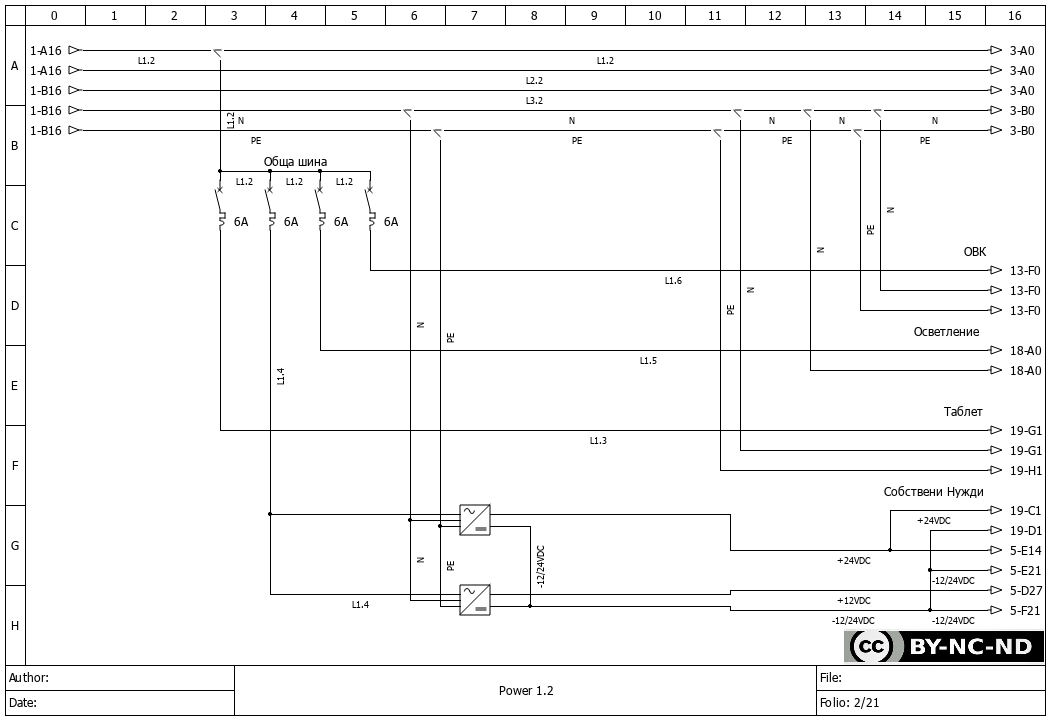 0 1 2 3 4 5 6 7 8 9 10 11 12 13 14 15 16
A
B
C
D
E
F
G
H
1-A16 3-A0
L1.2 L1.2
1-A16 3-A0
L2.2
1-B16 3-A0
L3.2
1-B16 3-B0
L1.2 N N N N N
1-B16 3-B0
PE PE PE PE
Обща шина
L1.2 L1.2 L1.2
6A 6A 6A 6A
N
PE
N
ОВК
13-F0
L1.6
13-F0
N
PE
13-F0
N
PE
Осветление
18-A0
L1.5
18-A0
L1.4
Таблет
19-G1
L1.3
19-G1
19-H1
Собствени Нужди
19-C1
+24VDC
19-D1
5-E14
+24VDC
N
PE
-12/24VDC
5-E21
-12/24VDC
5-D27
L1.4
+12VDC
5-F21
-12/24VDC -12/24VDC
cc BY-NC-ND
Author:
Date:
Power 1.2
File:
Folio: 2/21